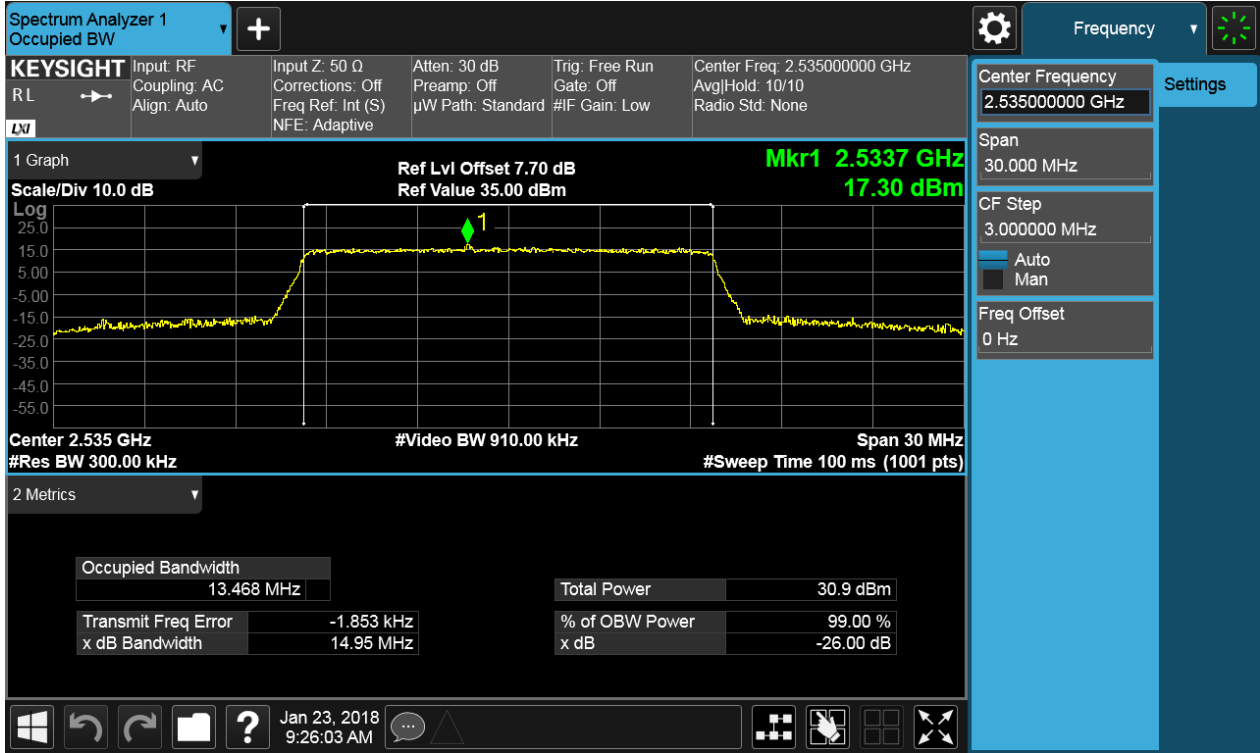 Spectrum Analyzer 1
Occupied BW
Frequency
KEYSIGHT
R L
LXI
Input: RF
Coupling: AC
Align: Auto
Input Z: 50 Ω
Corrections: Off
Freq Ref: Int (S)
NFE: Adaptive
Atten: 30 dB
Preamp: Off
µW Path: Standard
Trig: Free Run
Gate: Off
#IF Gain: Low
Center Freq: 2.535000000 GHz
Avg|Hold: 10/10
Radio Std: None
1 Graph
Scale/Div 10.0 dB
Ref Lvl Offset 7.70 dB
Ref Value 35.00 dBm
Mkr1 2.5337 GHz
17.30 dBm
Log
25.0
15.0
5.00
-5.00
-15.0
-25.0
-35.0
-45.0
-55.0
1
Center 2.535 GHz
#Video BW 910.00 kHz
Span 30 MHz
#Res BW 300.00 kHz
#Sweep Time 100 ms (1001 pts)
2 Metrics
Occupied Bandwidth
13.468 MHz
Total Power 30.9 dBm
Transmit Freq Error -1.853 kHz
% of OBW Power 99.00 %
x dB Bandwidth 14.95 MHz
x dB -26.00 dB
?
Jan 23, 2018
9:26:03 AM
Center Frequency
2.535000000 GHz
Settings
Span
30.000 MHz
CF Step
3.000000 MHz
Auto
Man
Freq Offset
0 Hz